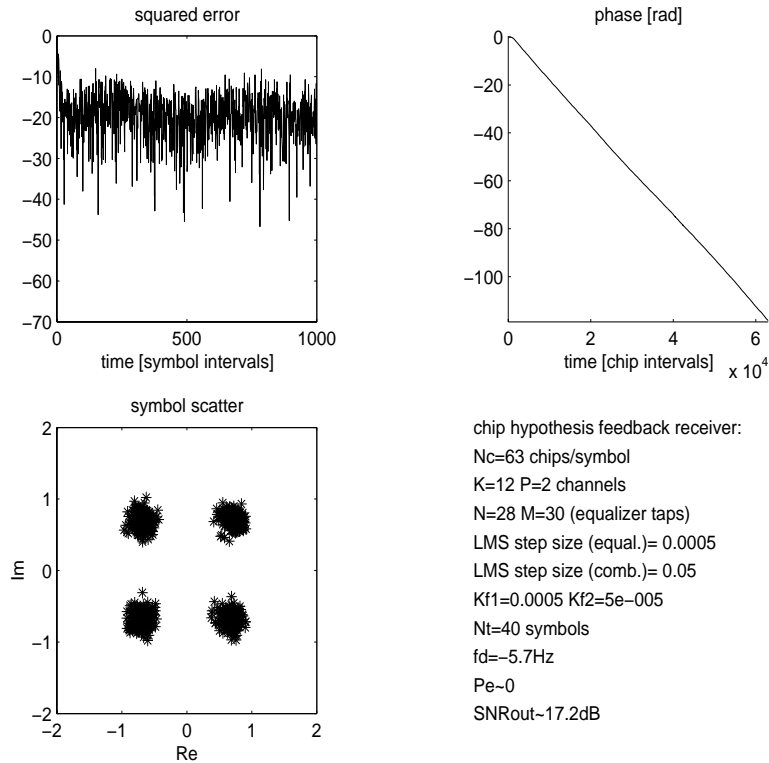 squared error
0
−10
−20
−30
−40
−50
−60
−70
0
500
1000
time [symbol intervals]
phase [rad]
0
−20
−40
−60
−80
−100
0
2
4
6
time [chip intervals]
x 10^4
symbol scatter
2
1
0
−1
−2
Im
−2
−1
0
1
2
Re
chip hypothesis feedback receiver:
Nc=63 chips/symbol
K=12 P=2 channels
N=28 M=30 (equalizer taps)
LMS step size (equal.)= 0.0005
LMS step size (comb.)= 0.05
Kf1=0.0005 Kf2=5e−005
Nt=40 symbols
fd=−5.7Hz
Pe~0
SNRout~17.2dB